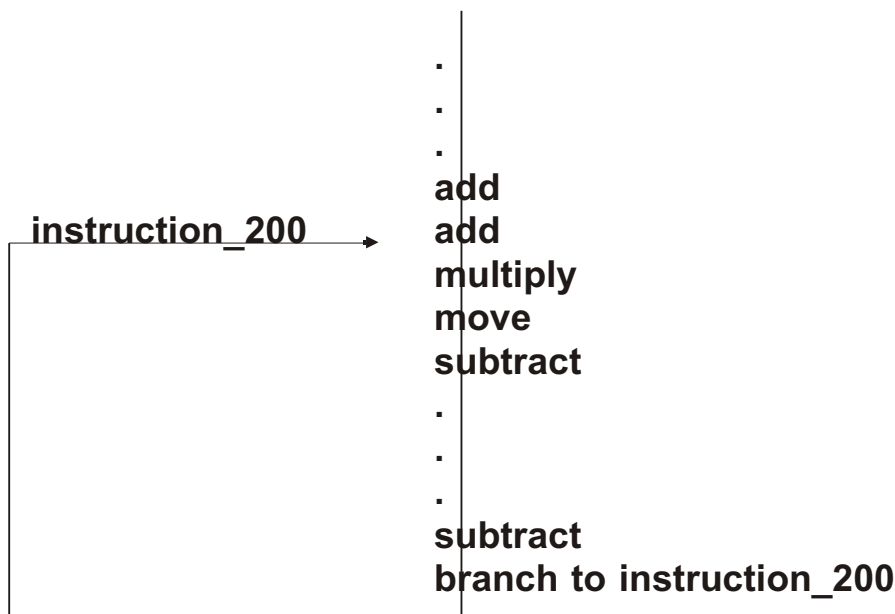 .
.
.
add
instruction_200 add
multiply
move
subtract
.
.
.
subtract
branch to instruction_200